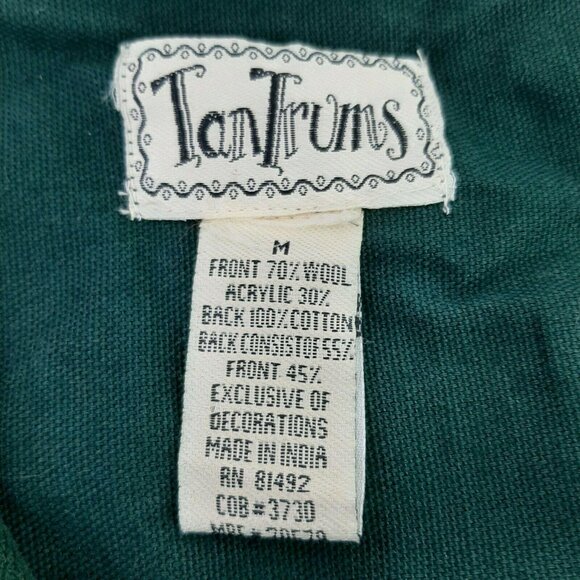 TanTrums
M
FRONT 70% WOOL
ACRYLIC 30%
BACK 100% COTTON
BACK CONSIST OF 55%
FRONT 45%
EXCLUSIVE OF
DECORATIONS
MADE IN INDIA
RN 81492
COB # 3730